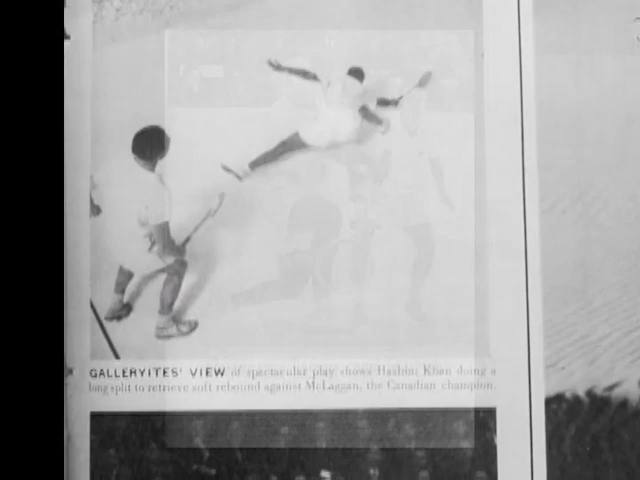 GALLERYITES' VIEW of spectacular play shows Hashim Khan doing a
long split to retrieve soft rebound against McLaggan, the Canadian champion.